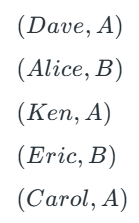 (Dave, A)
(Alice, B)
(Ken, A)
(Eric, B)
(Carol, A)